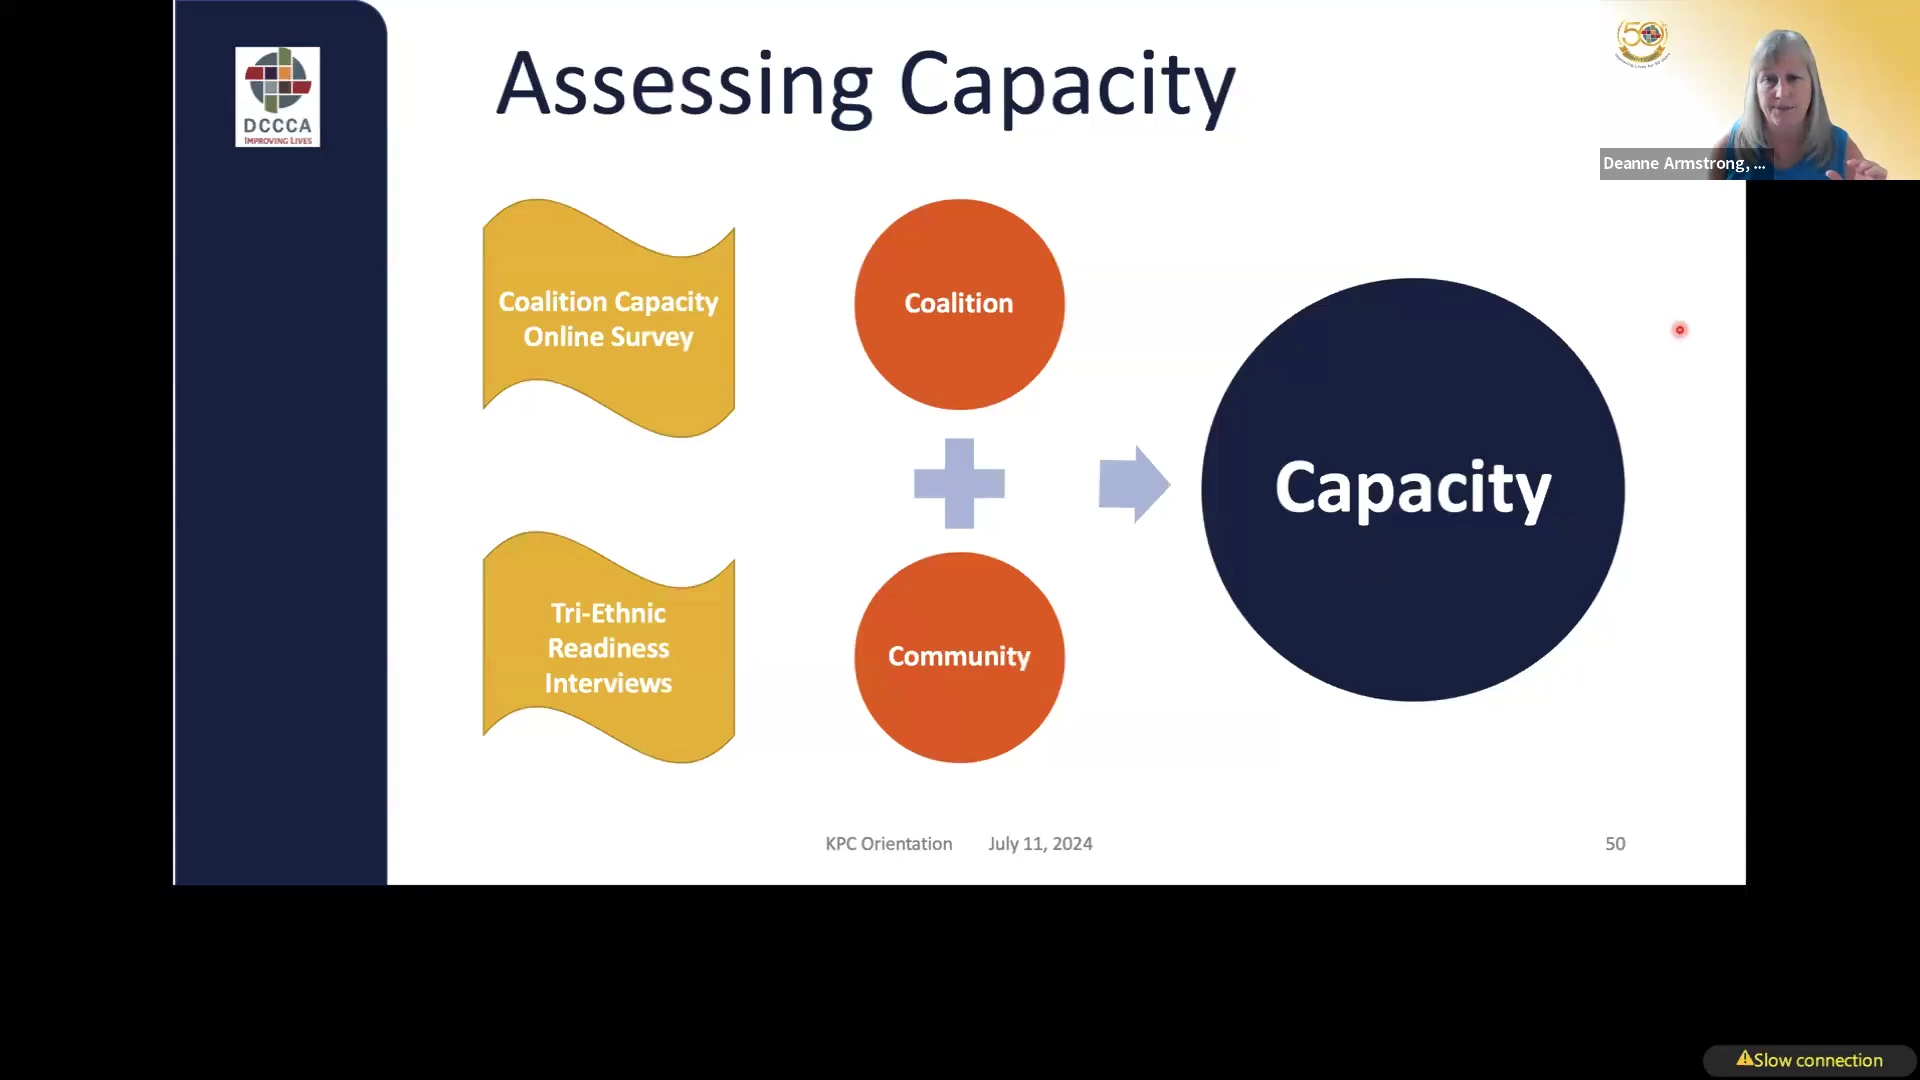 DCCCA
IMPROVING LIVES
Assessing Capacity
50
Deanne Armstrong, ...
Coalition Capacity
Online Survey
Coalition
Capacity
Tri-Ethnic
Readiness
Interviews
Community
KPC Orientation July 11, 2024
50
⚠Slow connection